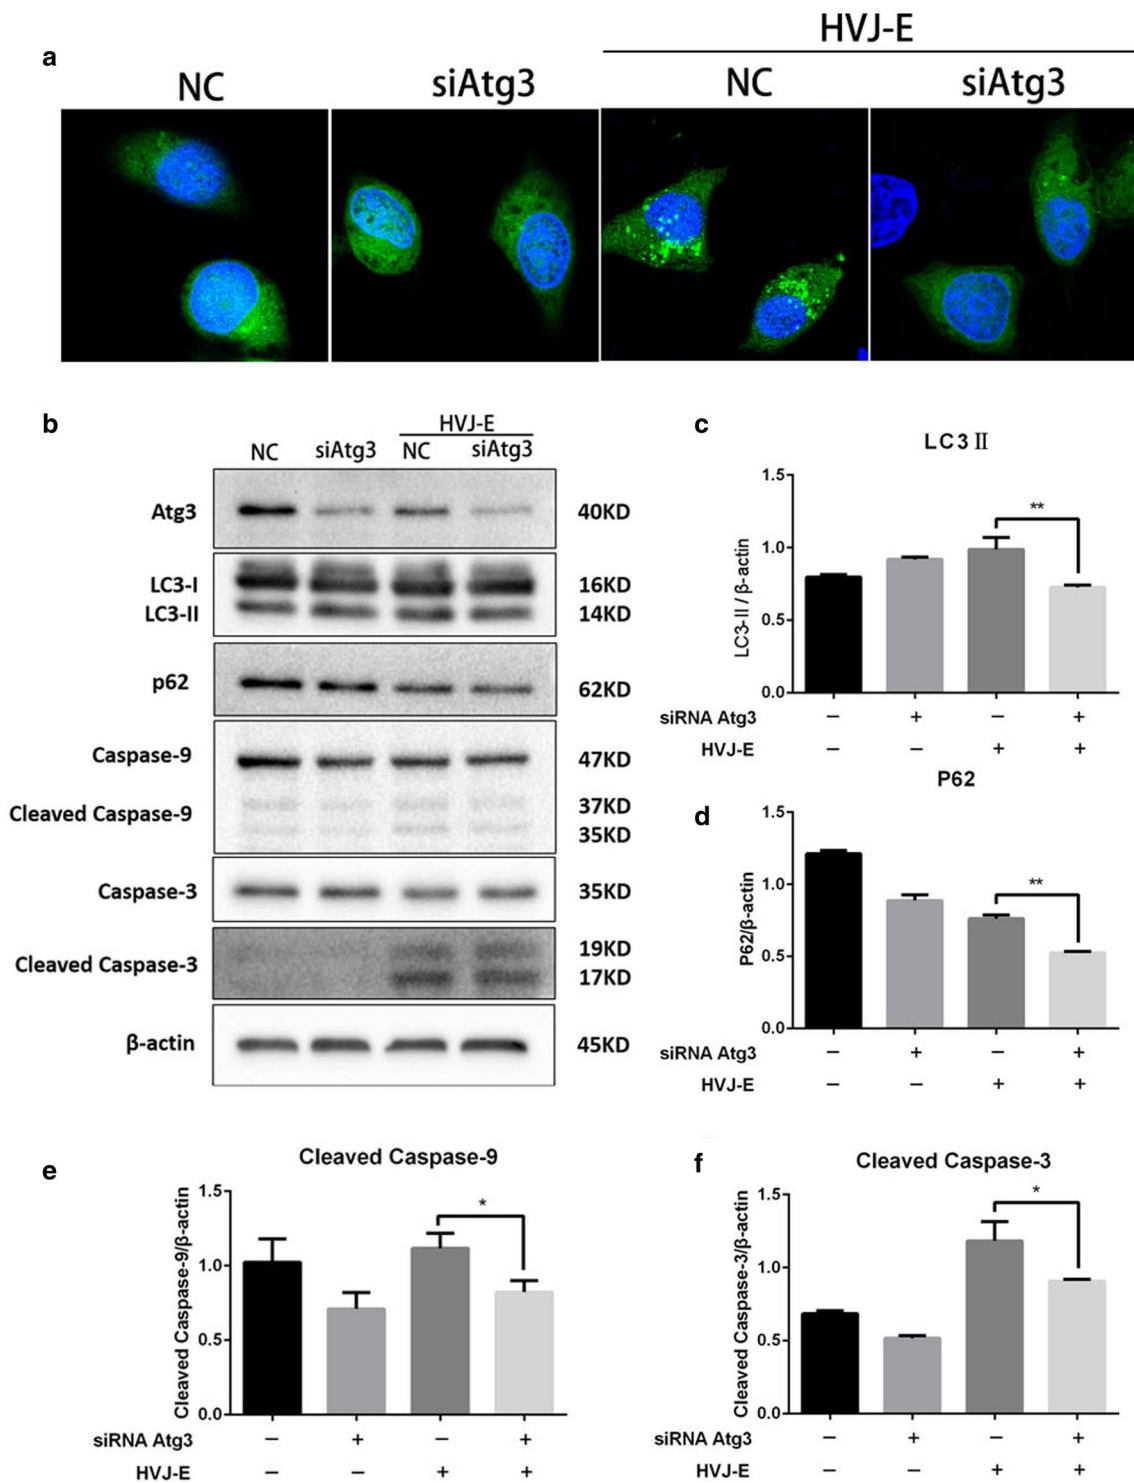 a
HVJ-E
NC siAtg3 NC siAtg3
b
HVJ-E
NC siAtg3 NC siAtg3
Atg3 40KD
LC3-I 16KD
LC3-II 14KD
p62 62KD
Caspase-9 47KD
37KD
Cleaved Caspase-9
35KD
Caspase-3 35KD
19KD
Cleaved Caspase-3
17KD
β-actin 45KD
c
LC3 II
LC3-II / β-actin
1.5
1.0
0.5
0.0
**
siRNA Atg3 − + − +
HVJ-E − − + +
d
P62
P62/β-actin
1.5
1.0
0.5
0.0
**
siRNA Atg3 − + − +
HVJ-E − − + +
e
Cleaved Caspase-9
Cleaved Caspase-9/β-actin
1.5
1.0
0.5
0.0
*
siRNA Atg3 − + − +
HVJ-E − − + +
f
Cleaved Caspase-3
Cleaved Caspase-3/β-actin
1.5
1.0
0.5
0.0
*
siRNA Atg3 − + − +
HVJ-E − − + +